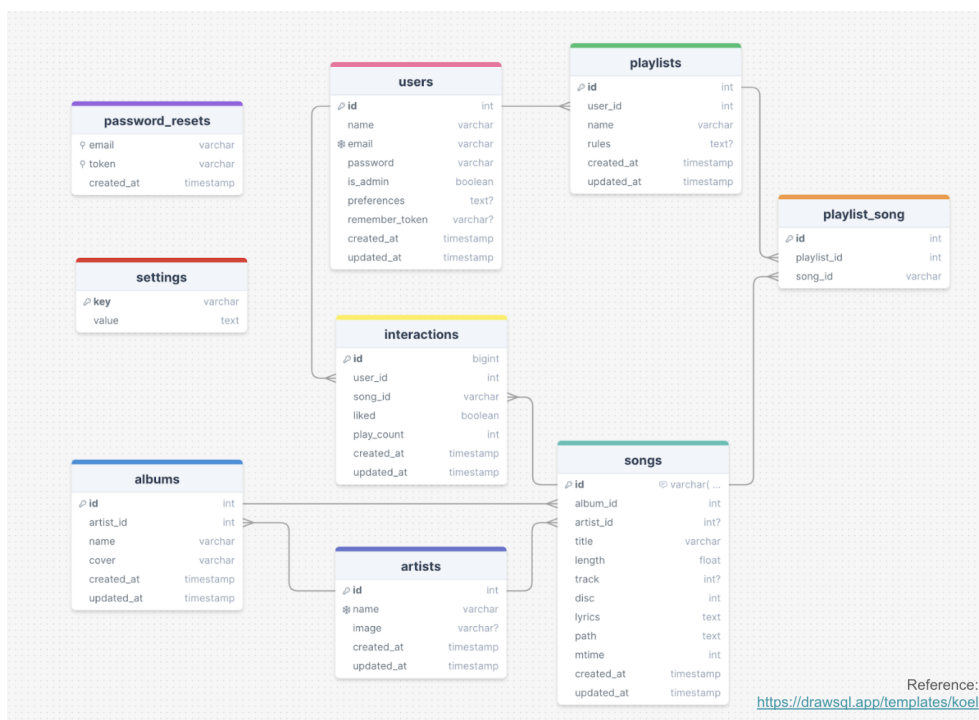 password_resets
email varchar
token varchar
created_at timestamp
settings
key varchar
value text
users
id int
name varchar
email varchar
password varchar
is_admin boolean
preferences text?
remember_token varchar?
created_at timestamp
updated_at timestamp
playlists
id int
user_id int
name varchar
rules text?
created_at timestamp
updated_at timestamp
playlist_song
id int
playlist_id int
song_id varchar
interactions
id bigint
user_id int
song_id varchar
liked boolean
play_count int
created_at timestamp
updated_at timestamp
albums
id int
artist_id int
name varchar
cover varchar
created_at timestamp
updated_at timestamp
artists
id int
name varchar
image varchar?
created_at timestamp
updated_at timestamp
songs
id varchar( ...
album_id int
artist_id int?
title varchar
length float
track int?
disc int
lyrics text
path text
mtime int
created_at timestamp
updated_at timestamp
Reference:
https://drawsql.app/templates/koel